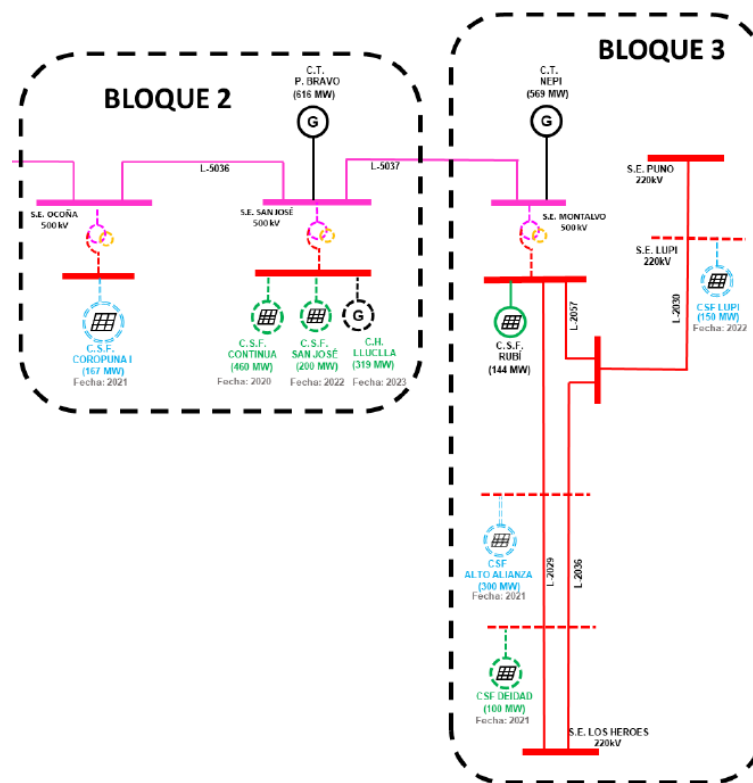 BLOQUE 2
C.T.
P. BRAVO
(616 MW)
G
L-5036
L-5037
S.E. OCOÑA
500 kV
S.E. SAN JOSÉ
500 kV
C.S.F.
COROPUNA I
(167 MW)
Fecha: 2021
C.S.F.
CONTINUA
(460 MW)
Fecha: 2020
C.S.F.
SAN JOSÉ
(200 MW)
Fecha: 2022
G
C.H.
LLUCLLA
(319 MW)
Fecha: 2023
BLOQUE 3
C.T.
NEPI
(569 MW)
G
S.E. MONTALVO
500 kV
S.E. PUNO
220kV
S.E. LUPI
220kV
CSF LUPI
(150 MW)
Fecha: 2022
L-2057
L-2030
C.S.F.
RUBÍ
(144 MW)
CSF
ALTO ALIANZA
(300 MW)
Fecha: 2021
L-2029
L-2036
CSF DEIDAD
(100 MW)
Fecha: 2021
S.E. LOS HEROES
220kV